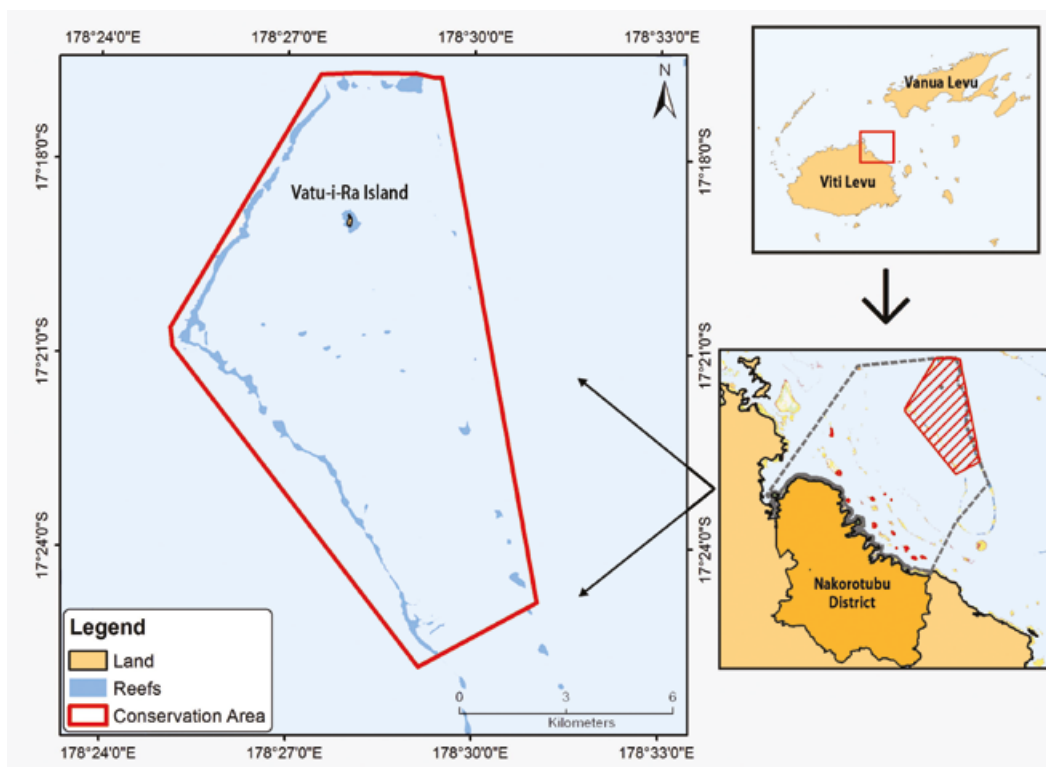 178°24'0"E
178°27'0"E
178°30'0"E
178°33'0"E
17°18'0"S
17°21'0"S
17°24'0"S
N
Vatu-i-Ra Island
Legend
Land
Reefs
Conservation Area
0
3
6
Kilometers
17°18'0"S
17°21'0"S
17°24'0"S
178°24'0"E
178°27'0"E
178°30'0"E
178°33'0"E
Vanua Levu
Viti Levu
Nakorotubu
District